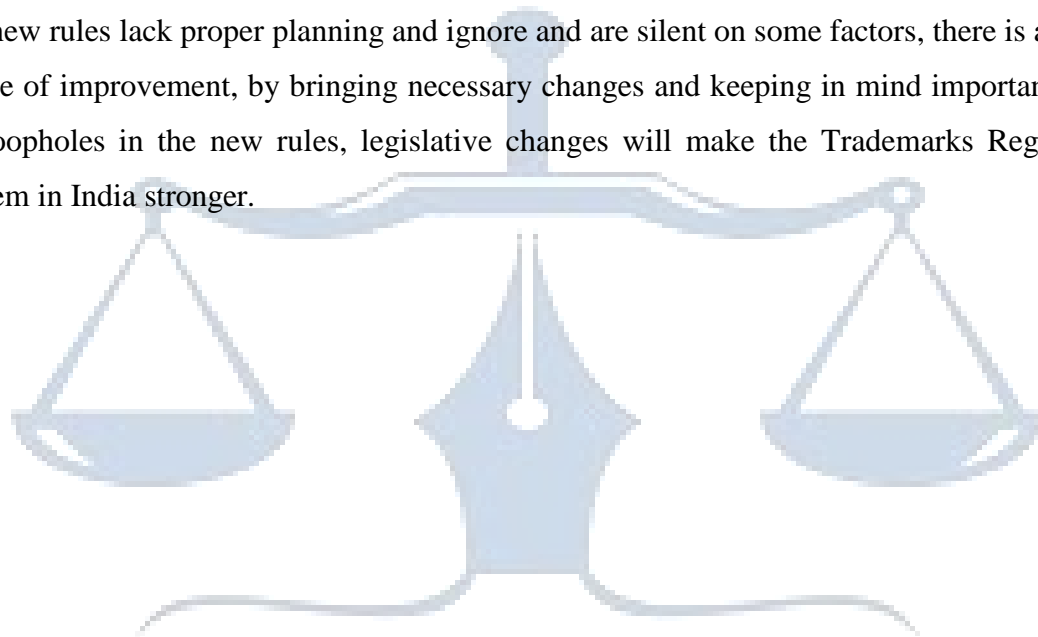 new rules lack proper planning and ignore and are silent on some factors, there is a
e of improvement, by bringing necessary changes and keeping in mind importan
oopholes in the new rules, legislative changes will make the Trademarks Reg
em in India stronger.